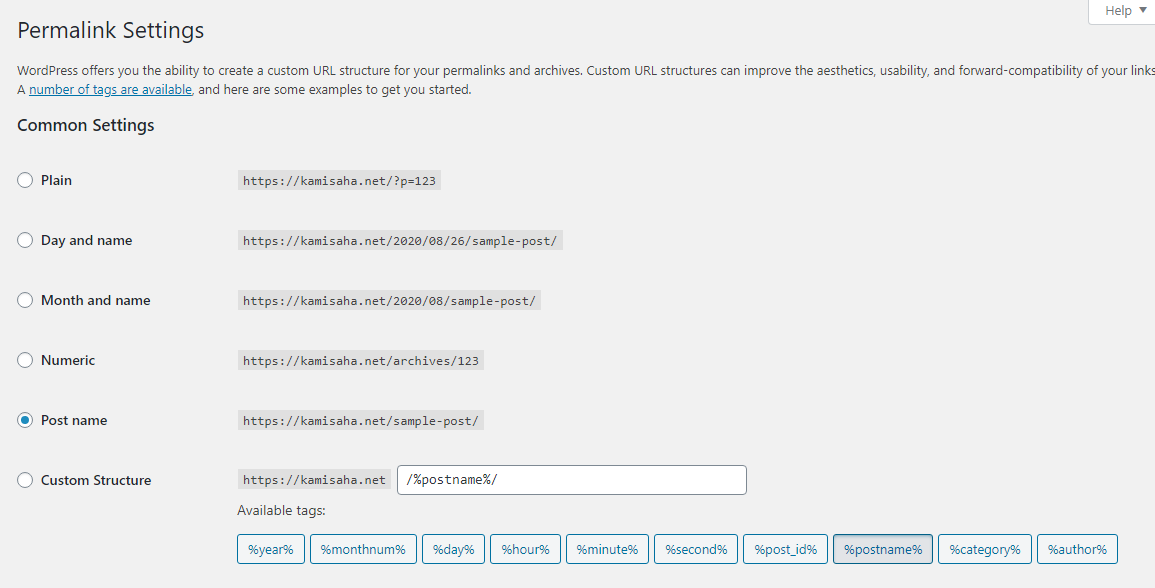 Help
Permalink Settings
WordPress offers you the ability to create a custom URL structure for your permalinks and archives. Custom URL structures can improve the aesthetics, usability, and forward-compatibility of your links
A number of tags are available, and here are some examples to get you started.
Common Settings
Plain https://kamisaha.net/?p=123
Day and name https://kamisaha.net/2020/08/26/sample-post/
Month and name https://kamisaha.net/2020/08/sample-post/
Numeric https://kamisaha.net/archives/123
Post name https://kamisaha.net/sample-post/
Custom Structure https://kamisaha.net /%postname%/
Available tags:
%year% %monthnum% %day% %hour% %minute% %second% %post_id% %postname% %category% %author%